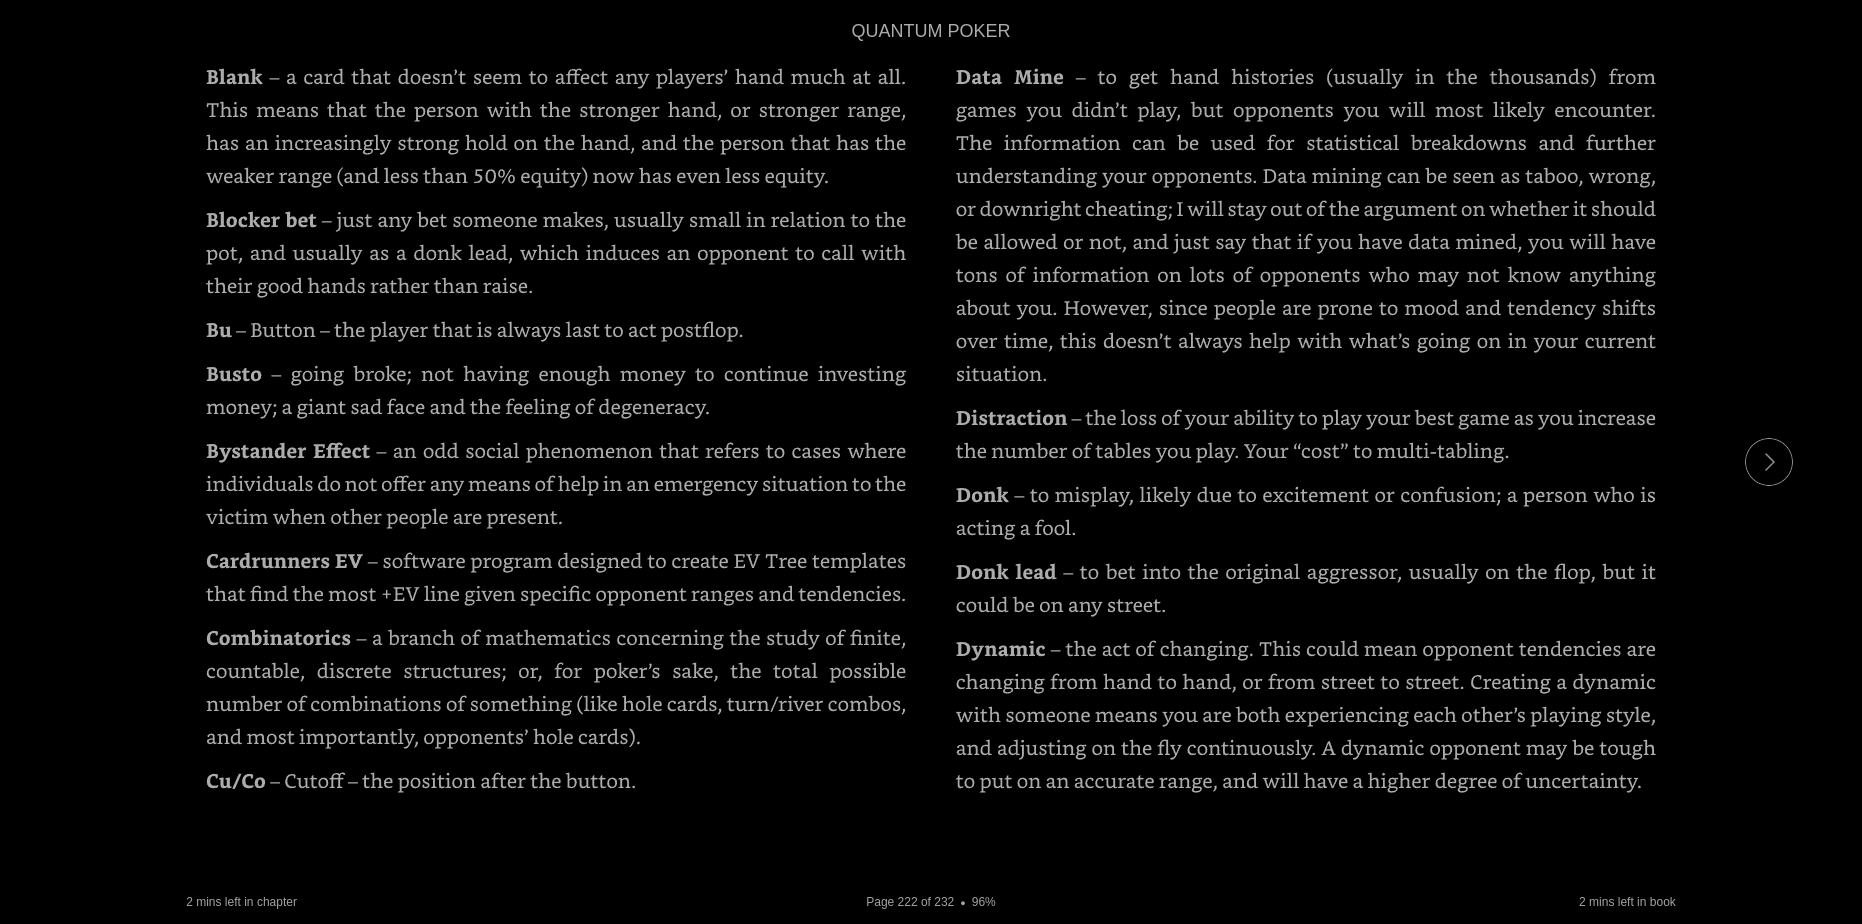 QUANTUM POKER
Blank – a card that doesn’t seem to affect any players’ hand much at all.
This means that the person with the stronger hand, or stronger range,
has an increasingly strong hold on the hand, and the person that has the
weaker range (and less than 50% equity) now has even less equity.
Blocker bet – just any bet someone makes, usually small in relation to the
pot, and usually as a donk lead, which induces an opponent to call with
their good hands rather than raise.
Bu – Button – the player that is always last to act postflop.
Busto – going broke; not having enough money to continue investing
money; a giant sad face and the feeling of degeneracy.
Bystander Effect – an odd social phenomenon that refers to cases where
individuals do not offer any means of help in an emergency situation to the
victim when other people are present.
Cardrunners EV – software program designed to create EV Tree templates
that find the most +EV line given specific opponent ranges and tendencies.
Combinatorics – a branch of mathematics concerning the study of finite,
countable, discrete structures; or, for poker’s sake, the total possible
number of combinations of something (like hole cards, turn/river combos,
and most importantly, opponents’ hole cards).
Cu/Co – Cutoff – the position after the button.
Data Mine – to get hand histories (usually in the thousands) from
games you didn’t play, but opponents you will most likely encounter.
The information can be used for statistical breakdowns and further
understanding your opponents. Data mining can be seen as taboo, wrong,
or downright cheating; I will stay out of the argument on whether it should
be allowed or not, and just say that if you have data mined, you will have
tons of information on lots of opponents who may not know anything
about you. However, since people are prone to mood and tendency shifts
over time, this doesn’t always help with what’s going on in your current
situation.
Distraction – the loss of your ability to play your best game as you increase
the number of tables you play. Your “cost” to multi-tabling.
Donk – to misplay, likely due to excitement or confusion; a person who is
acting a fool.
Donk lead – to bet into the original aggressor, usually on the flop, but it
could be on any street.
Dynamic – the act of changing. This could mean opponent tendencies are
changing from hand to hand, or from street to street. Creating a dynamic
with someone means you are both experiencing each other’s playing style,
and adjusting on the fly continuously. A dynamic opponent may be tough
to put on an accurate range, and will have a higher degree of uncertainty.
2 mins left in chapter
Page 222 of 232 • 96%
2 mins left in book